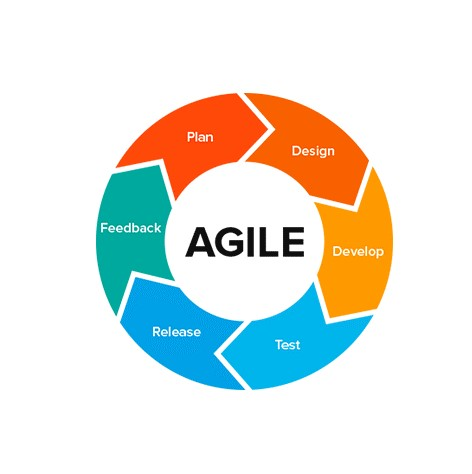 Plan
Design
Develop
Test
Release
Feedback
AGILE